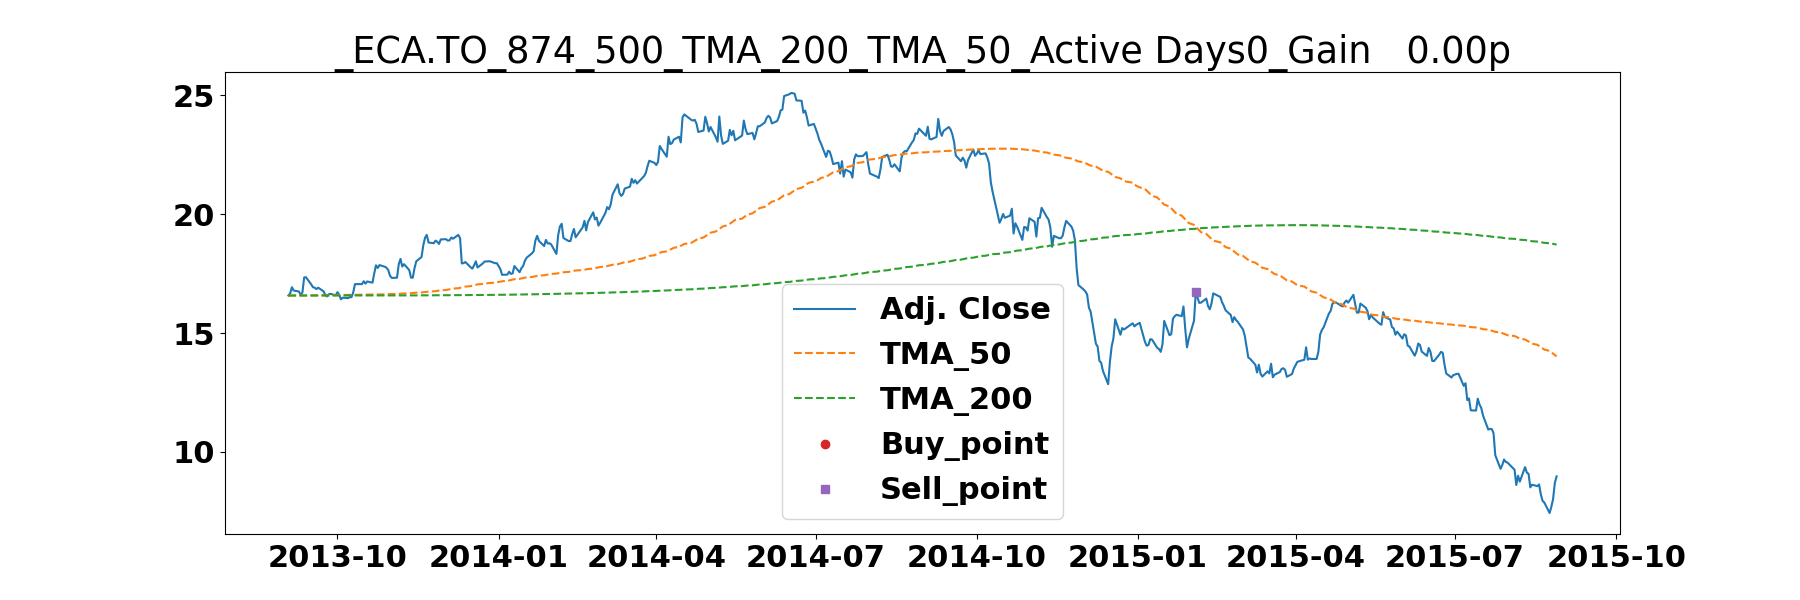 _ECA.TO_874_500_TMA_200_TMA_50_Active Days0_Gain   0.00p
25
20
15
10
Adj. Close
TMA_50
TMA_200
Buy_point
Sell_point
2013-10 2014-01 2014-04 2014-07 2014-10 2015-01 2015-04 2015-07 2015-10